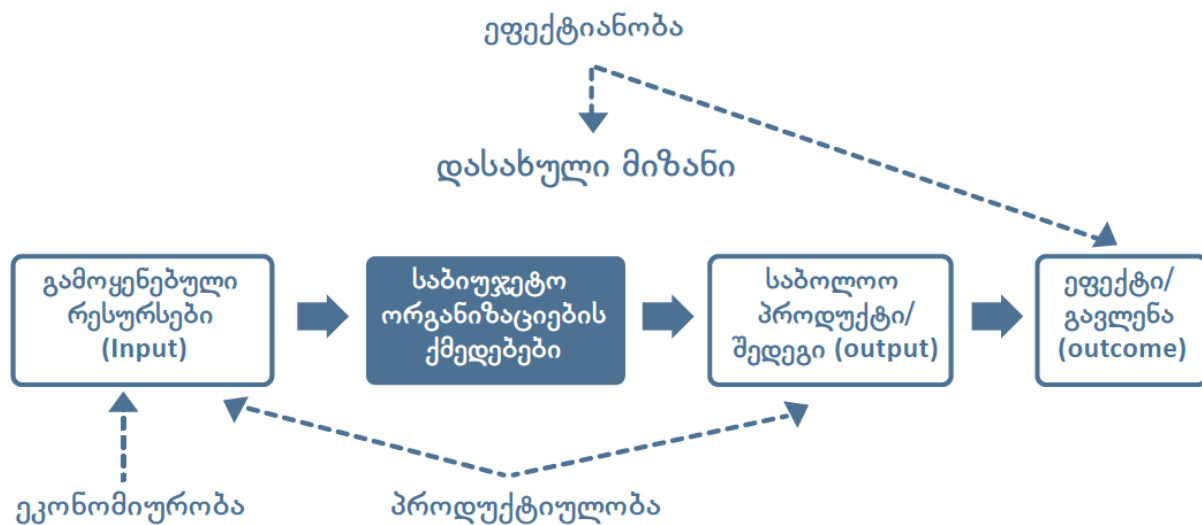 ეფექტიანობა
დასახული მიზანი
გამოყენებული
რესურსები
(Input)
საბიუჯეტო
ორგანიზაციების
ქმედებები
საბოლოო
პროდუქტი/
შედეგი (output)
ეფექტი/
გავლენა
(outcome)
ეკონომიურობა
პროდუქტიულობა